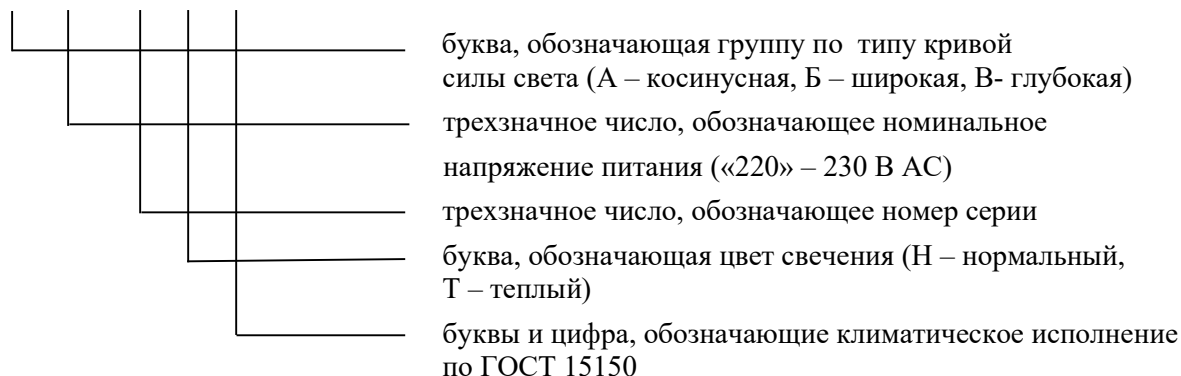 буква, обозначающая группу по типу кривой
силы света (А – косинусная, Б – широкая, В- глубокая)
трехзначное число, обозначающее номинальное
напряжение питания («220» – 230 В АС)
трехзначное число, обозначающее номер серии
буква, обозначающая цвет свечения (Н – нормальный,
Т – теплый)
буквы и цифра, обозначающие климатическое исполнение
по ГОСТ 15150